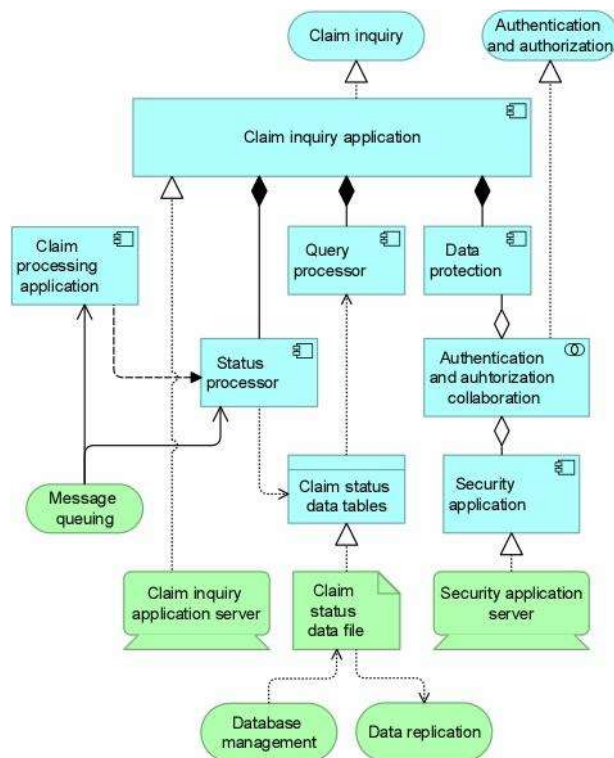 Claim inquiry
Authentication
and authorization
Claim inquiry application
Claim
processing
application
Query
processor
Data
protection
Status
processor
Authentication
and auhtorization
collaboration
Message
queuing
Claim status
data tables
Security
application
Claim inquiry
application server
Claim
status
data file
Security application
server
Database
management
Data replication